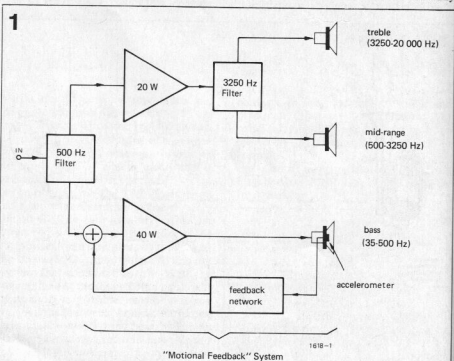 1
treble
(3250-20 000 Hz)
20 W
3250 Hz
Filter
IN
500 Hz
Filter
mid-range
(500-3250 Hz)
40 W
bass
(35-500 Hz)
accelerometer
feedback
network
1618-1
"Motional Feedback" System